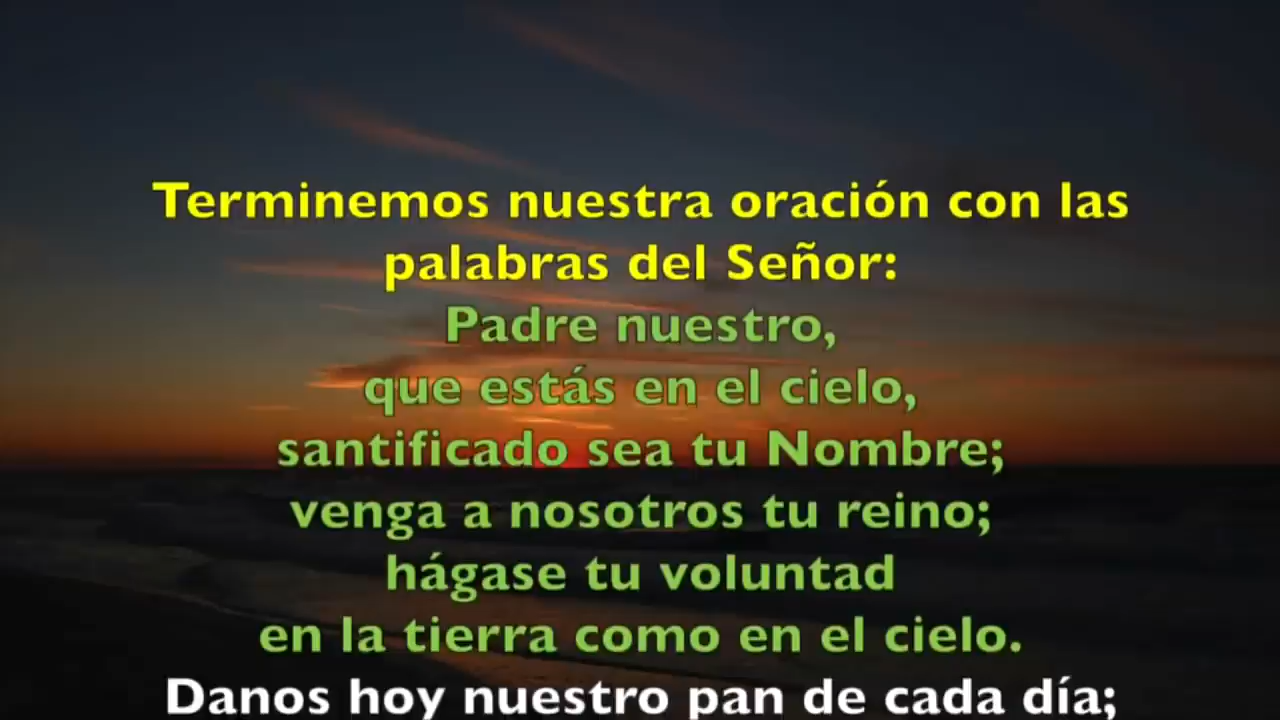 Terminemos nuestra oración con las
palabras del Señor:
Padre nuestro,
que estás en el cielo,
santificado sea tu Nombre;
venga a nosotros tu reino;
hágase tu voluntad
en la tierra como en el cielo.
Danos hoy nuestro pan de cada día;